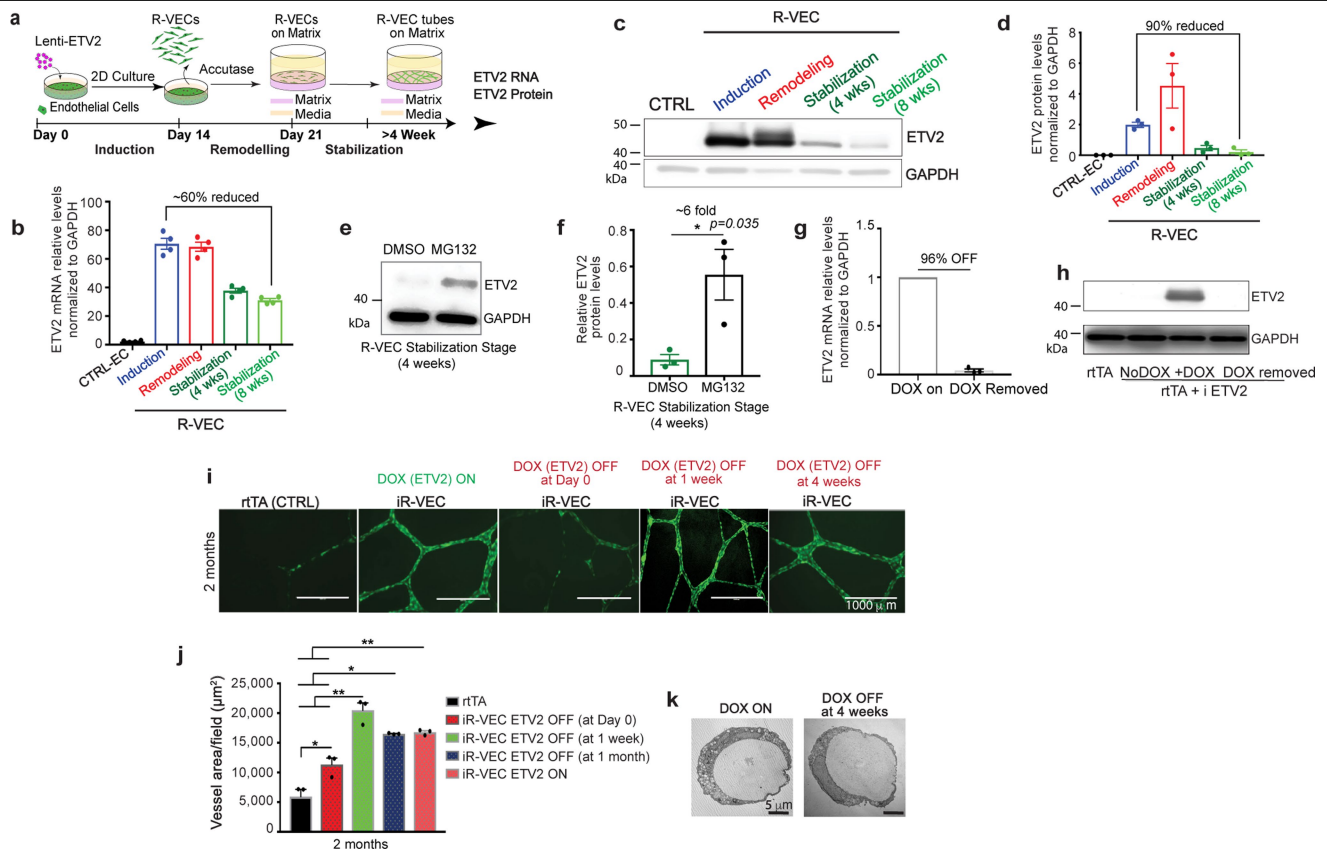 a
Lenti-ETV2
Endothelial Cells
2D Culture
R-VECs
Accutase
R-VECs
on Matrix
Matrix
Media
R-VEC tubes
on Matrix
Matrix
Media
ETV2 RNA
ETV2 Protein
Day 0
Day 14
Day 21
>4 Week
Induction
Remodelling
Stabilization
b
ETV2 mRNA relative levels
normalized to GAPDH
100
80
60
40
20
0
~60% reduced
CTRL-EC
Induction
Remodeling
Stabilization
(4 wks)
Stabilization
(8 wks)
R-VEC
c
R-VEC
CTRL
Induction
Remodeling
Stabilization
(4 wks)
Stabilization
(8 wks)
50
40
40
kDa
ETV2
GAPDH
d
ETV2 protein levels
normalized to GAPDH
8
6
4
2
0
90% reduced
CTRL-EC
Induction
Remodeling
Stabilization
(4 wks)
Stabilization
(8 wks)
R-VEC
e
DMSO MG132
40
kDa
ETV2
GAPDH
R-VEC Stabilization Stage
(4 weeks)
f
Relative ETV2
protein levels
0.8
0.6
0.4
0.2
0
~6 fold
* p=0.035
DMSO
MG132
R-VEC Stabilization Stage
(4 weeks)
g
ETV2 mRNA relative levels
normalized to GAPDH
1.5
1
0.5
0
96% OFF
DOX on
DOX Removed
h
40
40
kDa
ETV2
GAPDH
rtTA NoDOX +DOX DOX removed
rtTA + i ETV2
i
2 months
rtTA (CTRL)
DOX (ETV2) ON
iR-VEC
DOX (ETV2) OFF
at Day 0
iR-VEC
DOX (ETV2) OFF
at 1 week
iR-VEC
DOX (ETV2) OFF
at 4 weeks
iR-VEC
1000 μm
j
Vessel area/field (μm²)
25,000
20,000
15,000
10,000
5,000
0
**
*
**
*
2 months
rtTA
iR-VEC ETV2 OFF (at Day 0)
iR-VEC ETV2 OFF (at 1 week)
iR-VEC ETV2 OFF (at 1 month)
iR-VEC ETV2 ON
k
DOX ON
5 μm
DOX OFF
at 4 weeks